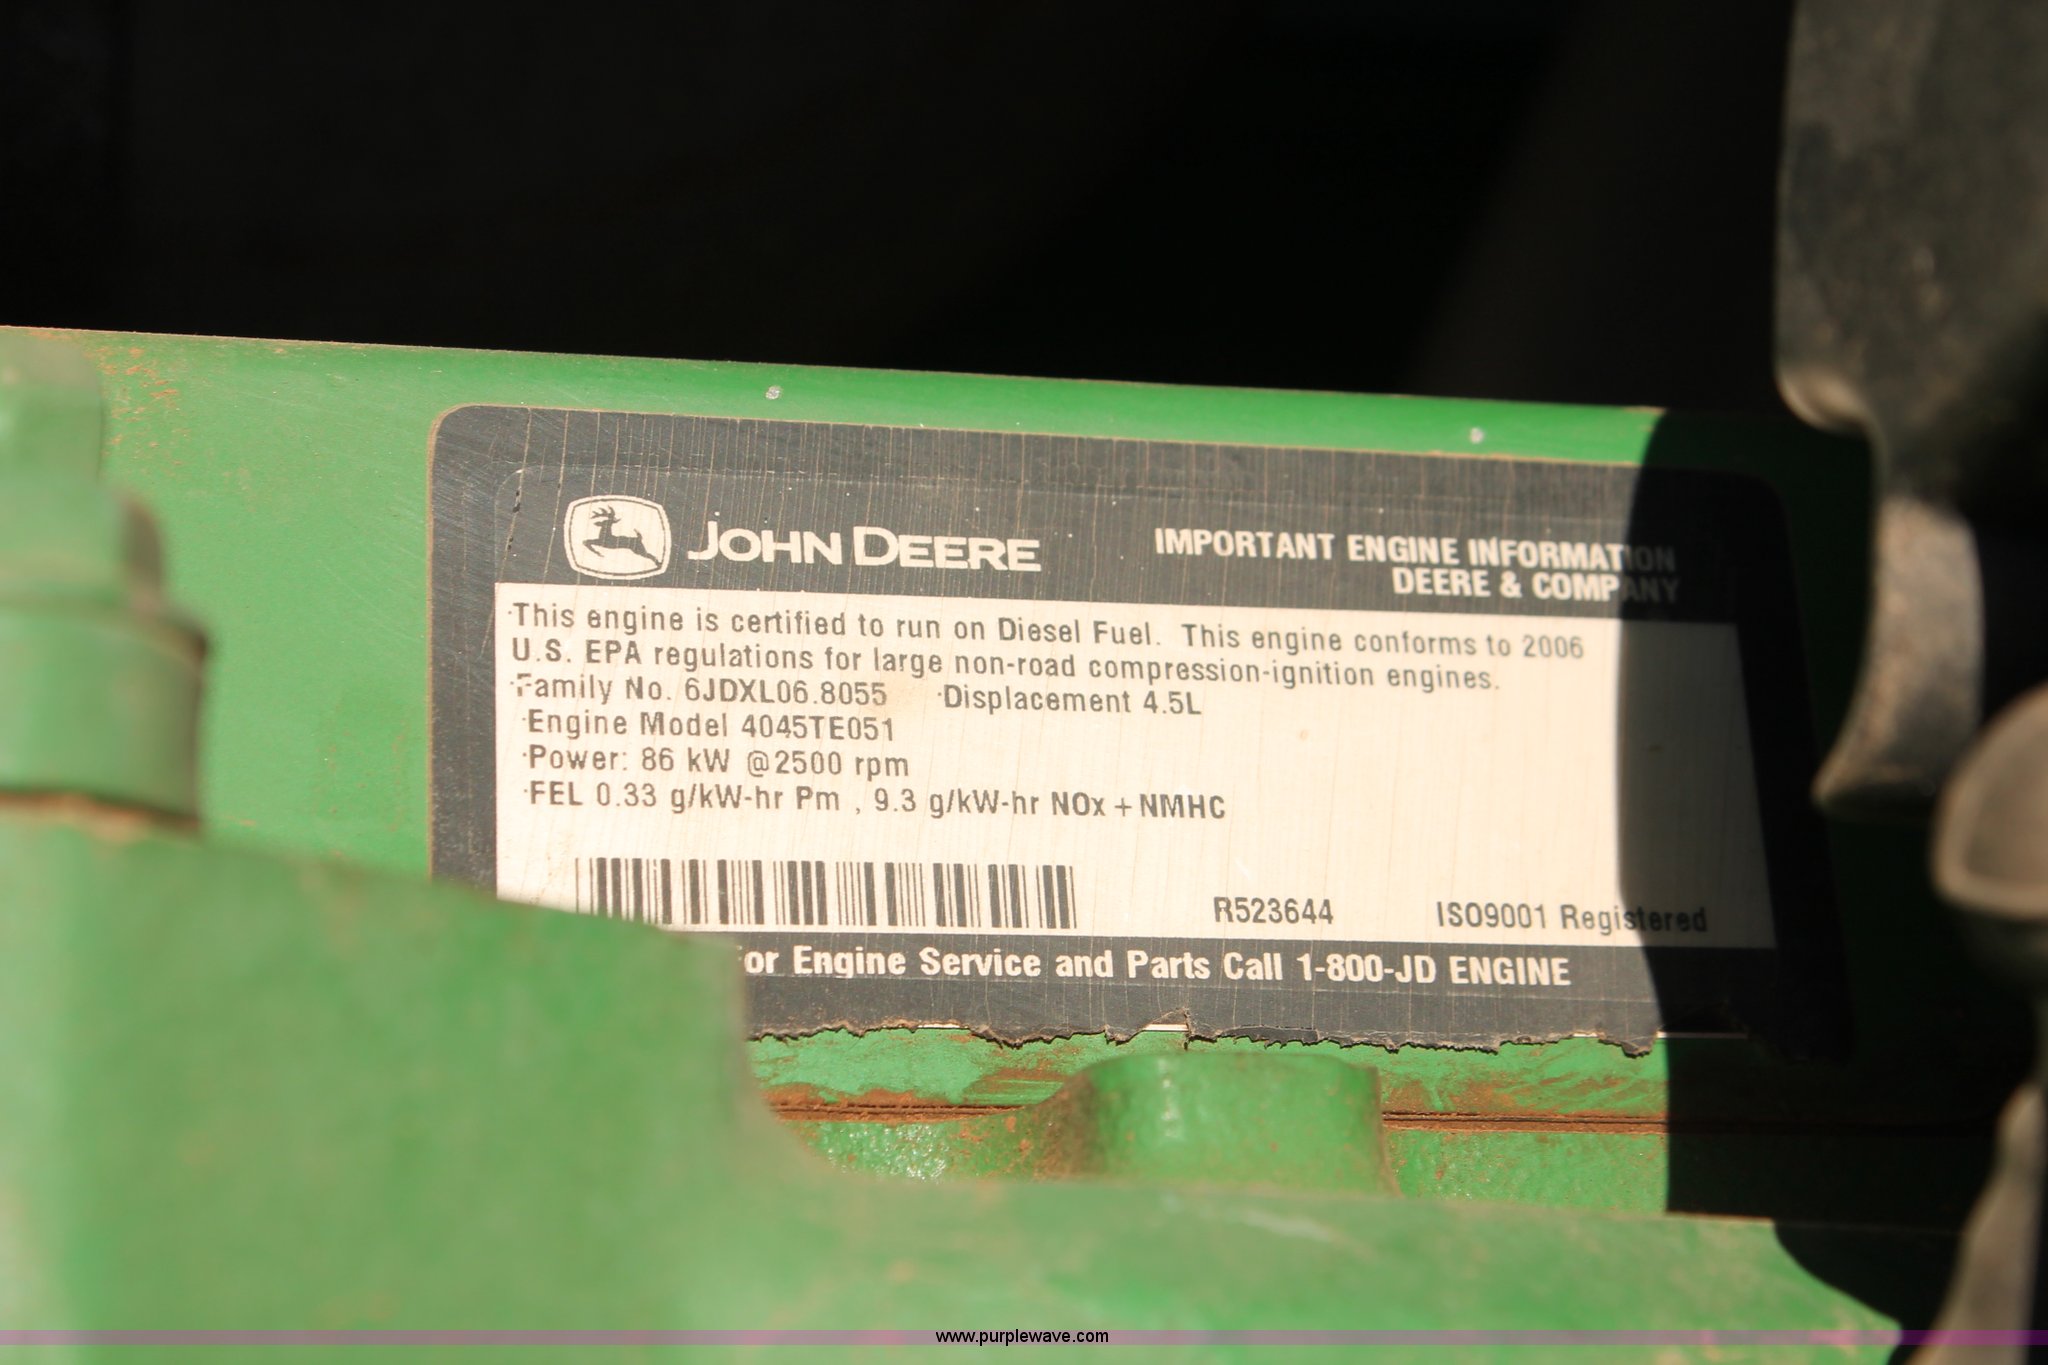 JOHN DEERE
IMPORTANT ENGINE INFORMATION
DEERE & COMPANY
·This engine is certified to run on Diesel Fuel. This engine conforms to 2006
U.S. EPA regulations for large non-road compression-ignition engines.
·Family No. 6JDXL06.8055 ·Displacement 4.5L
·Engine Model 4045TE051
·Power: 86 kW @2500 rpm
·FEL 0.33 g/kW-hr Pm , 9.3 g/kW-hr NOx + NMHC
R523644 ISO9001 Registered
For Engine Service and Parts Call 1-800-JD ENGINE
www.purplewave.com